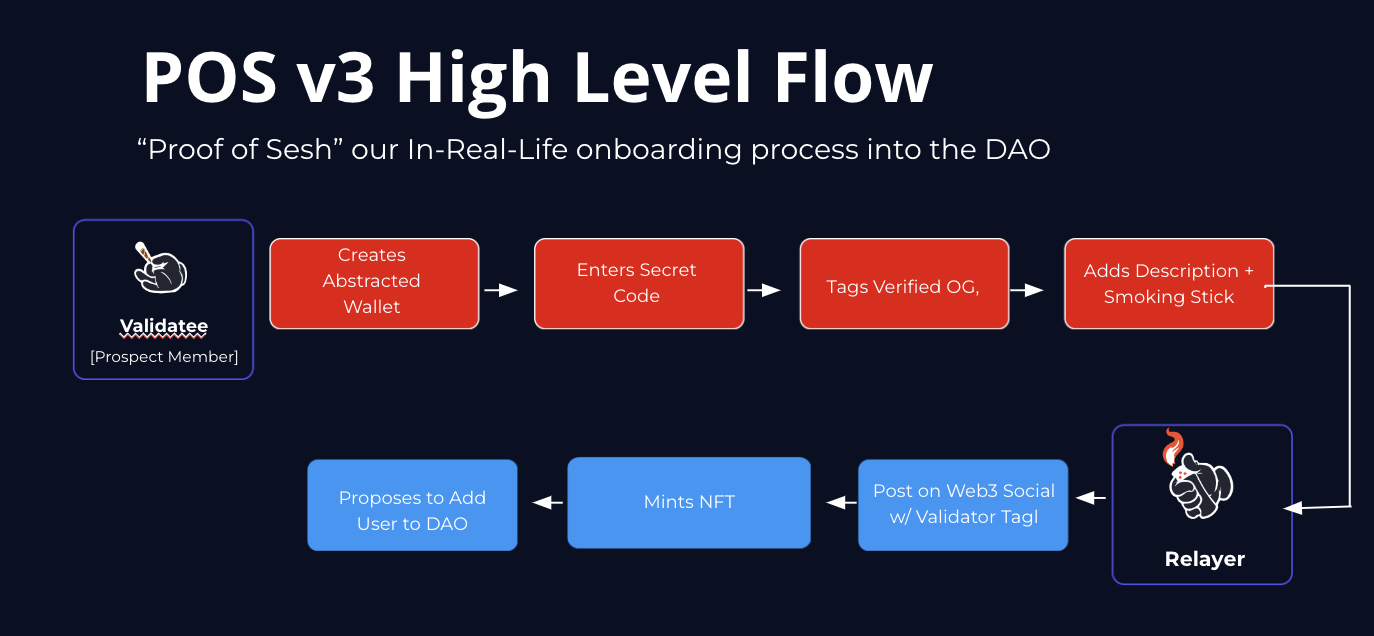 POS v3 High Level Flow
“Proof of Sesh” our In-Real-Life onboarding process into the DAO
Validatee
[Prospect Member]
Creates
Abstracted
Wallet
Enters Secret
Code
Tags Verified OG,
Adds Description +
Smoking Stick
Relayer
Post on Web3 Social
w/ Validator Tagl
Mints NFT
Proposes to Add
User to DAO